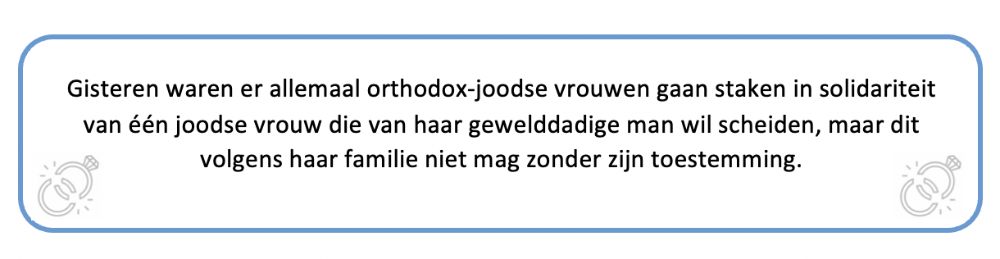 Gisteren waren er allemaal orthodox-joodse vrouwen gaan staken in solidariteit
van één joodse vrouw die van haar gewelddadige man wil scheiden, maar dit
volgens haar familie niet mag zonder zijn toestemming.